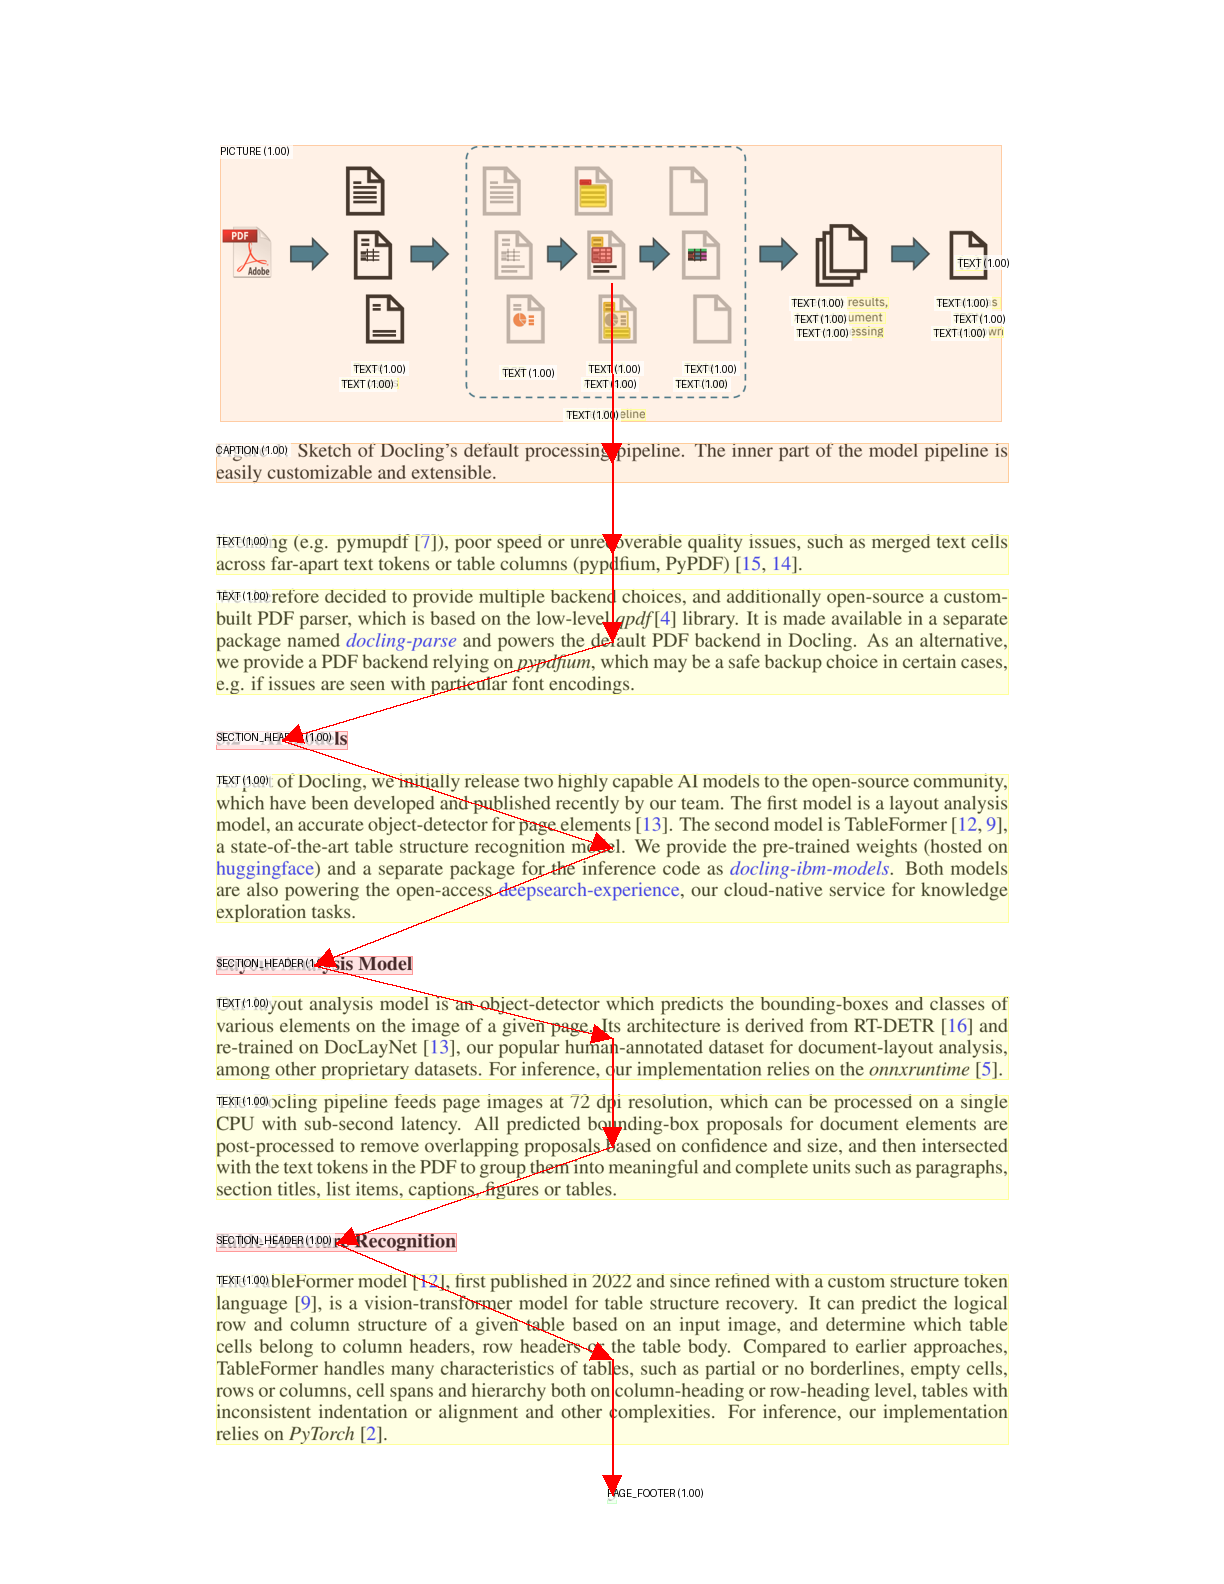 PICTURE (1.00)
PDF
Adobe
TEXT (1.00)
TEXT (1.00) results,
TEXT (1.00) ument
TEXT (1.00) essing
TEXT (1.00) s
TEXT (1.00)
TEXT (1.00) wn
TEXT (1.00)
TEXT (1.00)
TEXT (1.00)
TEXT (1.00)
TEXT (1.00)
TEXT (1.00)
TEXT (1.00)
TEXT (1.00) eline
CAPTION (1.00) Sketch of Docling's default processing pipeline. The inner part of the model pipeline is
easily customizable and extensible.
TEXT (1.00) ng (e.g. pymupdf [7]), poor speed or unrecoverable quality issues, such as merged text cells
across far-apart text tokens or table columns (pypdfium, PyPDF) [15, 14].
TEXT (1.00) refore decided to provide multiple backend choices, and additionally open-source a custom-
built PDF parser, which is based on the low-level qpdf [4] library. It is made available in a separate
package named docling-parse and powers the default PDF backend in Docling. As an alternative,
we provide a PDF backend relying on pypdfium, which may be a safe backup choice in certain cases,
e.g. if issues are seen with particular font encodings.
SECTION_HEADER (1.00) ls
TEXT (1.00) of Docling, we initially release two highly capable AI models to the open-source community,
which have been developed and published recently by our team. The first model is a layout analysis
model, an accurate object-detector for page elements [13]. The second model is TableFormer [12, 9],
a state-of-the-art table structure recognition model. We provide the pre-trained weights (hosted on
huggingface) and a separate package for the inference code as docling-ibm-models. Both models
are also powering the open-access deepsearch-experience, our cloud-native service for knowledge
exploration tasks.
SECTION_HEADER (1.00) sis Model
TEXT (1.00) yout analysis model is an object-detector which predicts the bounding-boxes and classes of
various elements on the image of a given page. Its architecture is derived from RT-DETR [16] and
re-trained on DocLayNet [13], our popular human-annotated dataset for document-layout analysis,
among other proprietary datasets. For inference, our implementation relies on the onnxruntime [5].
TEXT (1.00) ocling pipeline feeds page images at 72 dpi resolution, which can be processed on a single
CPU with sub-second latency. All predicted bounding-box proposals for document elements are
post-processed to remove overlapping proposals based on confidence and size, and then intersected
with the text tokens in the PDF to group them into meaningful and complete units such as paragraphs,
section titles, list items, captions, figures or tables.
SECTION_HEADER (1.00) Recognition
TEXT (1.00) bleFormer model [12], first published in 2022 and since refined with a custom structure token
language [9], is a vision-transformer model for table structure recovery. It can predict the logical
row and column structure of a given table based on an input image, and determine which table
cells belong to column headers, row headers or the table body. Compared to earlier approaches,
TableFormer handles many characteristics of tables, such as partial or no borderlines, empty cells,
rows or columns, cell spans and hierarchy both on column-heading or row-heading level, tables with
inconsistent indentation or alignment and other complexities. For inference, our implementation
relies on PyTorch [2].
PAGE_FOOTER (1.00)